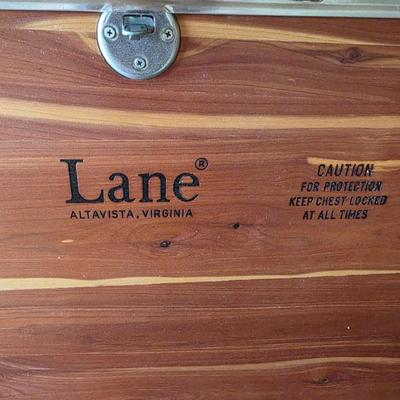 Lane®
ALTAVISTA, VIRGINIA
CAUTION
FOR PROTECTION
KEEP CHEST LOCKED
AT ALL TIMES